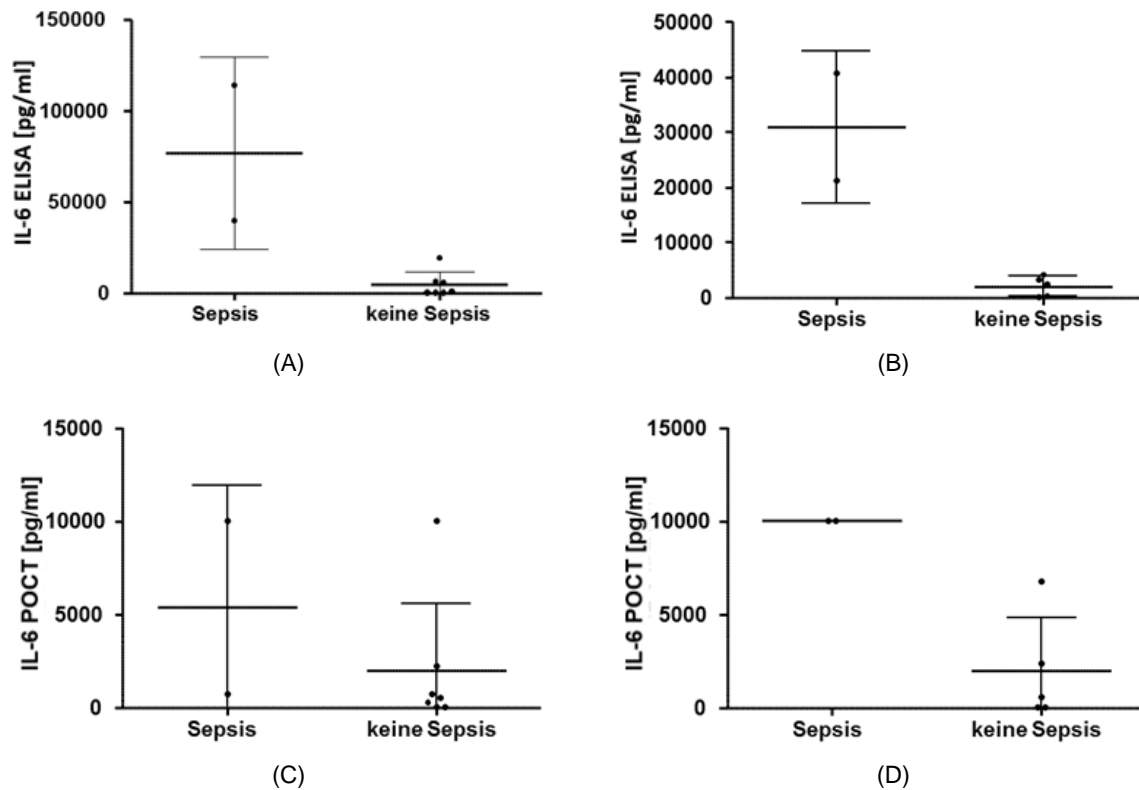 IL-6 ELISA [pg/ml]
150000
100000
50000
0
Sepsis
keine Sepsis
(A)
IL-6 ELISA [pg/ml]
50000
40000
30000
20000
10000
0
Sepsis
keine Sepsis
(B)
IL-6 POCT [pg/ml]
15000
10000
5000
0
Sepsis
keine Sepsis
(C)
IL-6 POCT [pg/ml]
15000
10000
5000
0
Sepsis
keine Sepsis
(D)